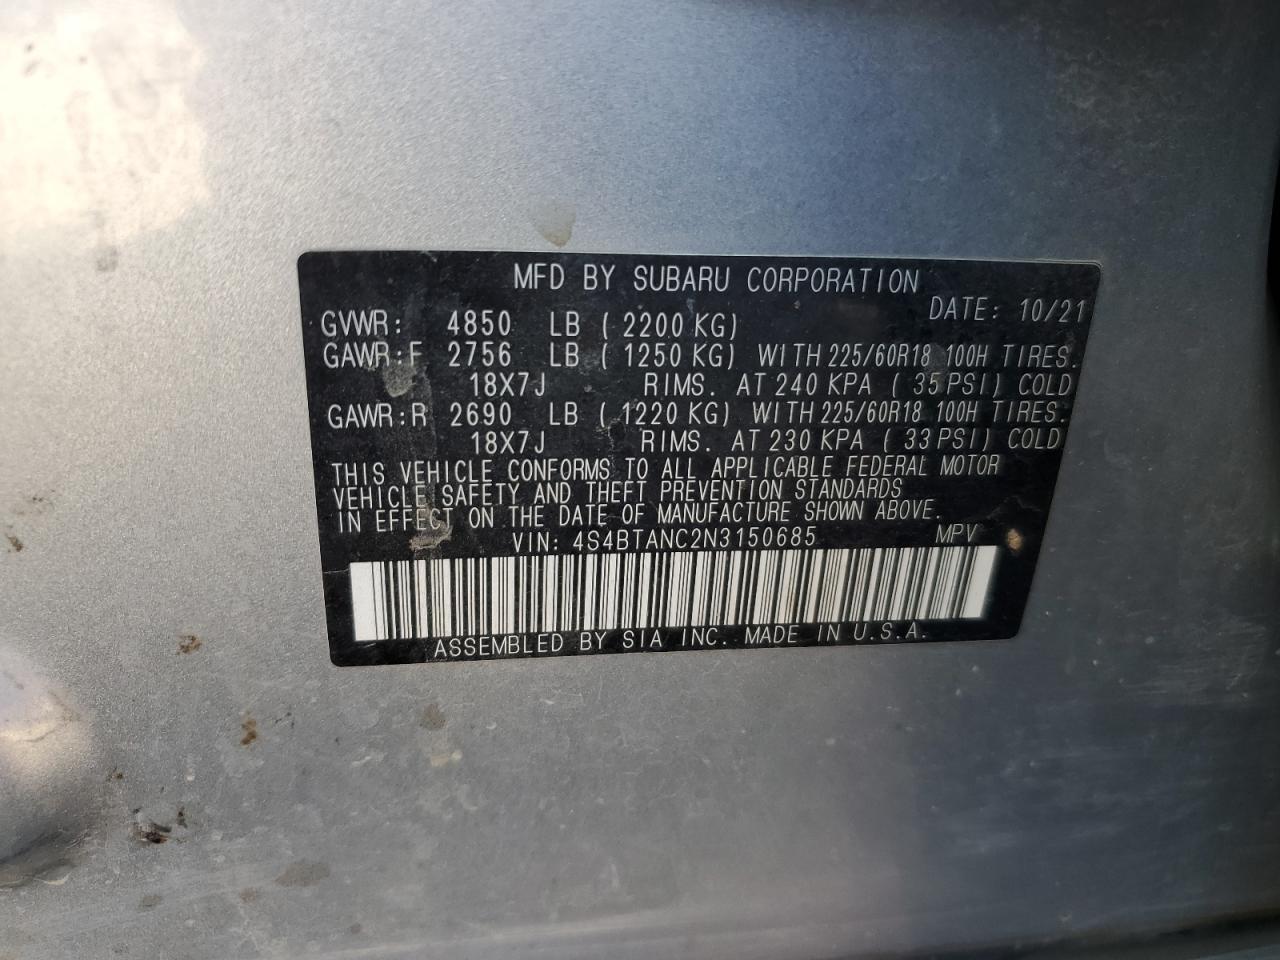 MFD BY SUBARU CORPORATION
DATE: 10/21
GVWR: 4850 LB ( 2200 KG)
GAWR:F 2756 LB ( 1250 KG) WITH 225/60R18 100H TIRES.
18X7J RIMS. AT 240 KPA ( 35 PSI) COLD
GAWR:R 2690 LB ( 1220 KG) WITH 225/60R18 100H TIRES.
18X7J RIMS. AT 230 KPA ( 33 PSI) COLD
THIS VEHICLE CONFORMS TO ALL APPLICABLE FEDERAL MOTOR
VEHICLE SAFETY AND THEFT PREVENTION STANDARDS
IN EFFECT ON THE DATE OF MANUFACTURE SHOWN ABOVE.
VIN: 4S4BTANC2N3150685 MPV
ASSEMBLED BY SIA INC. MADE IN U.S.A.